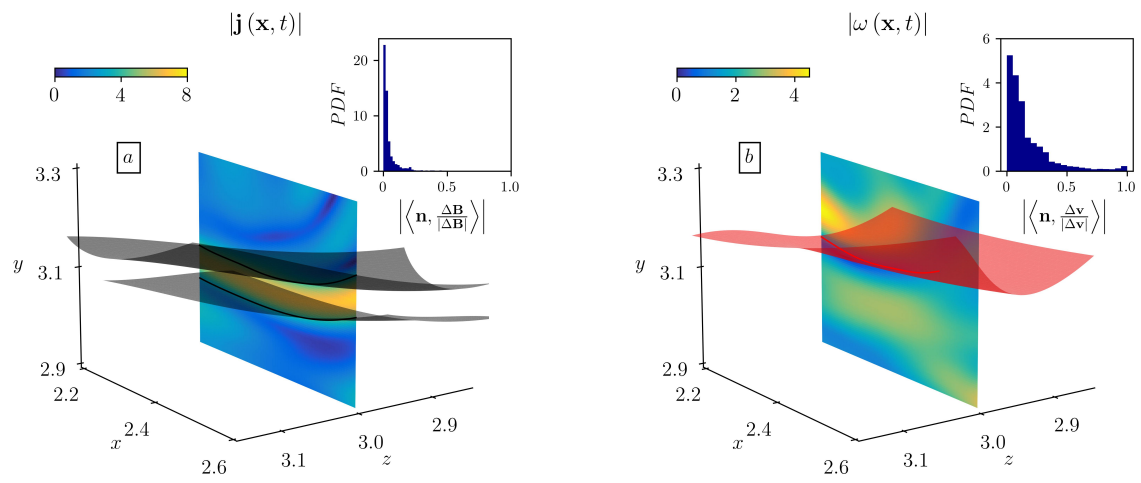 |j (x, t)|
0 4 8
a
PDF
20
10
0
0.5 1.0
|⟨n, ΔB/|ΔB|⟩|
3.3
y 3.1
2.9
2.2
x 2.4
2.6
3.1
z 3.0
2.9
|ω (x, t)|
0 2 4
b
PDF
6
4
2
0
0 0.5 1.0
|⟨n, Δv/|Δv|⟩|
3.3
y 3.1
2.9
2.2
x 2.4
2.6
3.1
z 3.0
2.9